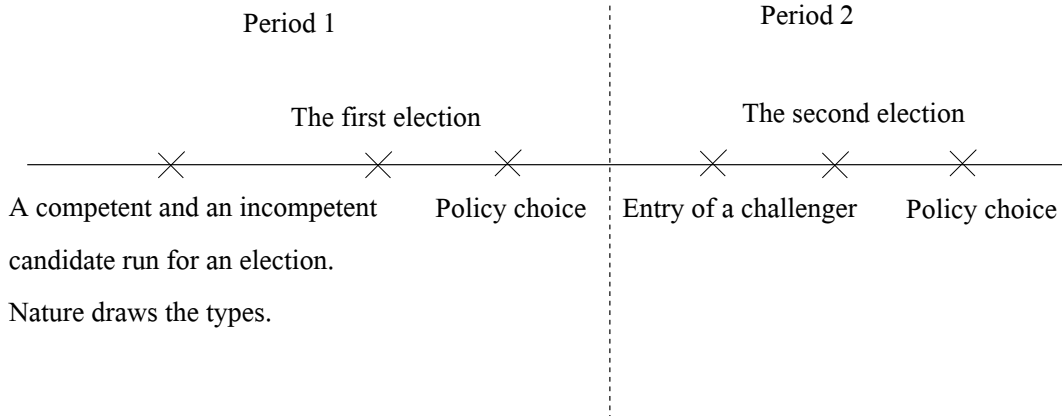 Period 1
Period 2
The first election
The second election
A competent and an incompetent
candidate run for an election.
Nature draws the types.
Policy choice
Entry of a challenger
Policy choice